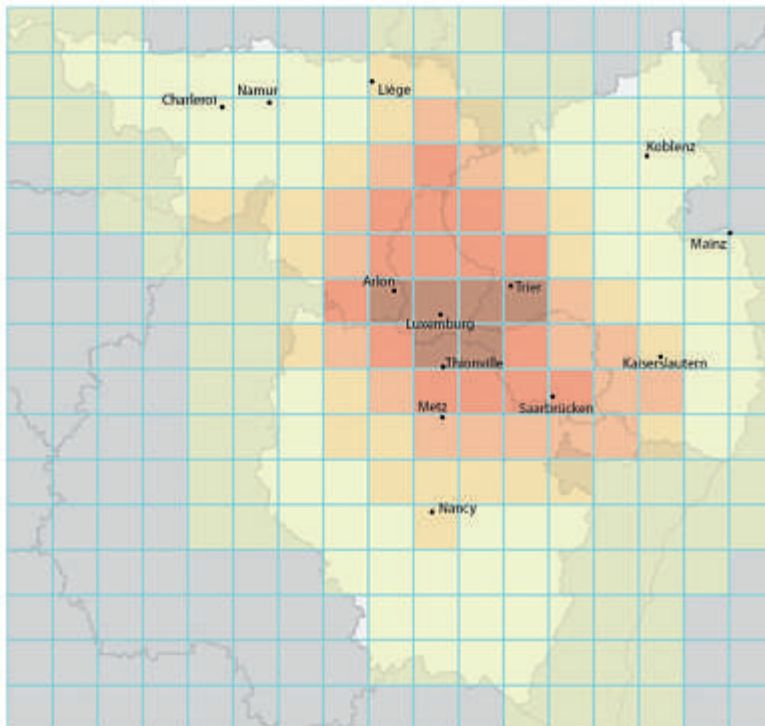 Liège
Namur
Charleroi
Koblenz
Mainz
Arlon
Trier
Luxemburg
Thionville
Kaiserslautern
Metz
Saarbrücken
Nancy